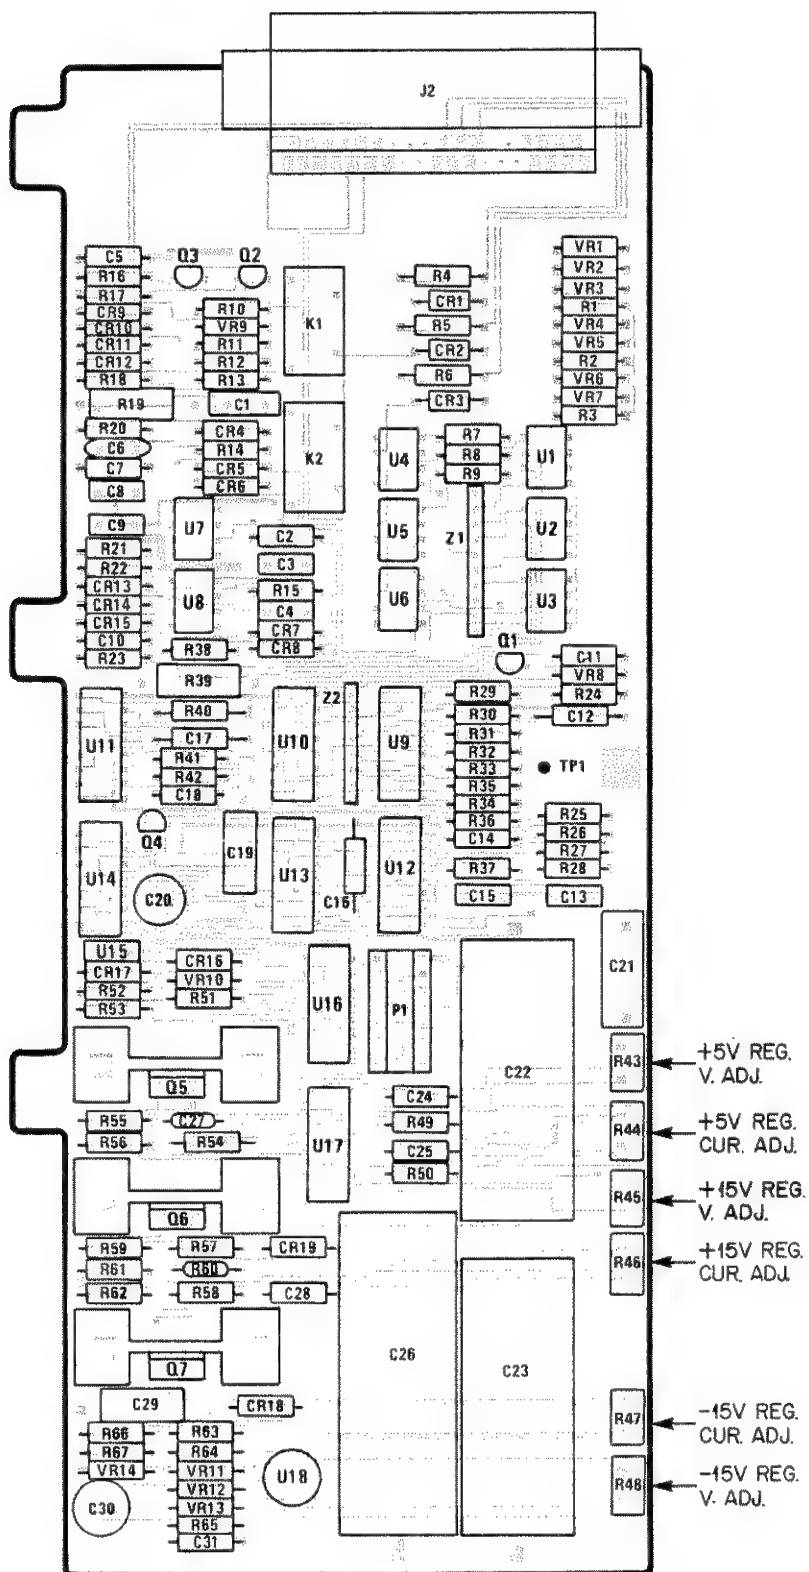 J2
Q3 Q2
C5
R16
R17
CR9
CR10
CR11
CR12
R18
R19
R20
C6
C7
C8
C9
R21
R22
CR13
CR14
CR15
C10
R23
R10
VR9
R11
R12
R13
C1
CR4
R14
CR5
CR6
U7
U8
K1
K2
C2
C3
R15
C4
CR7
CR8
R4
CR1
R5
CR2
R6
CR3
U4
U5
U6
R7
R8
R9
Z1
VR1
VR2
VR3
R1
VR4
VR5
R2
VR6
VR7
R3
U1
U2
U3
Q1
C11
VR8
R24
C12
R38
R39
R40
C17
R41
R42
C18
U11
U10
Z2
U9
R29
R30
R31
R32
R33
R35
R34
R36
C14
R37
C15
TP1
R25
R26
R27
R28
C13
Q4
U14
C20
C19
U13
C16
U12
U15
CR17
R52
R53
CR16
VR10
R51
U16
P1
C22
C21
Q5
R55
R56
C27
R54
U17
C24
R49
C25
R50
R43 +5V REG.
V. ADJ.
R44 +5V REG.
CUR. ADJ.
R45 +15V REG.
V. ADJ.
R46 +15V REG.
CUR. ADJ.
Q6
R59
R61
R62
R57
R60
R58
CR19
C28
C26
C23
Q7
C29
CR18
R66
R67
VR14
C30
R63
R64
VR11
VR12
VR13
R65
C31
U18
R47 -15V REG.
CUR. ADJ.
R48 -15V REG.
V. ADJ.